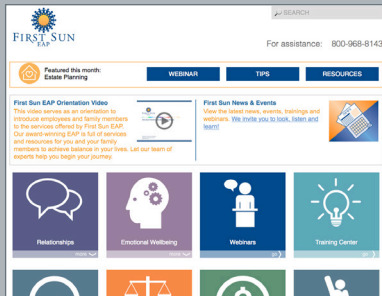 SEARCH
FIRST SUN
EAP
For assistance: 800-968-8143
Featured this month:
Estate Planning
WEBINAR
TIPS
RESOURCES
First Sun EAP Orientation Video
This video serves as an orientation to
introduce employees and family members
to the services offered by First Sun EAP.
Our award-winning EAP is full of services
and resources for you and your family
members to achieve balance in your lives. Let our team of
experts help you begin your journey.
First Sun News & Events
View the latest news, events, trainings and
webinars. We invite you to look, listen and
learn!
Relationships
more
Emotional Wellbeing
more
Webinars
go
Training Center
go